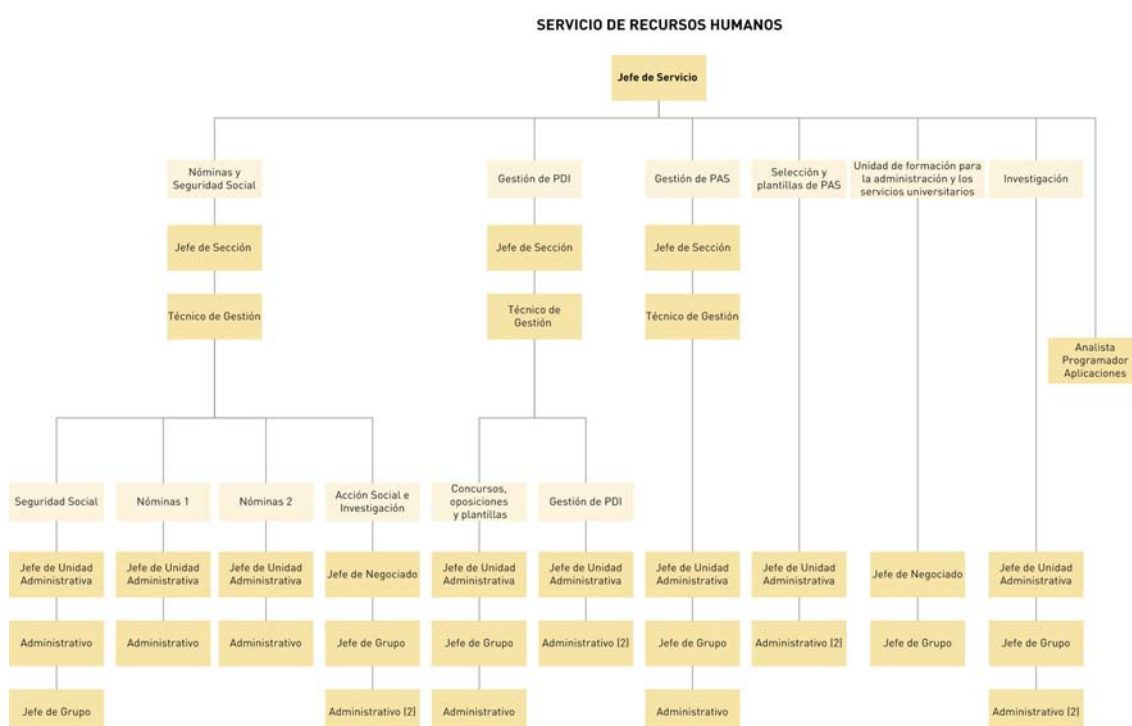 SERVICIO DE RECURSOS HUMANOS
Jefe de Servicio
Nóminas y
Seguridad Social
Gestión de PDI
Gestión de PAS
Selección y
plantillas de PAS
Unidad de formación para
la administración y los
servicios universitarios
Investigación
Jefe de Sección
Jefe de Sección
Jefe de Sección
Técnico de Gestión
Técnico de
Gestión
Técnico de Gestión
Analista
Programador
Aplicaciones
Seguridad Social
Nóminas 1
Nóminas 2
Acción Social e
Investigación
Concursos,
oposiciones
y plantillas
Gestión de PDI
Jefe de Unidad
Administrativa
Jefe de Unidad
Administrativa
Jefe de Unidad
Administrativa
Jefe de Negociado
Jefe de Unidad
Administrativa
Jefe de Unidad
Administrativa
Jefe de Unidad
Administrativa
Jefe de Unidad
Administrativa
Jefe de Negociado
Jefe de Unidad
Administrativa
Administrativo
Administrativo
Administrativo
Jefe de Grupo
Jefe de Grupo
Administrativo (2)
Jefe de Grupo
Administrativo (2)
Jefe de Grupo
Jefe de Grupo
Jefe de Grupo
Administrativo (2)
Administrativo
Administrativo
Administrativo (2)